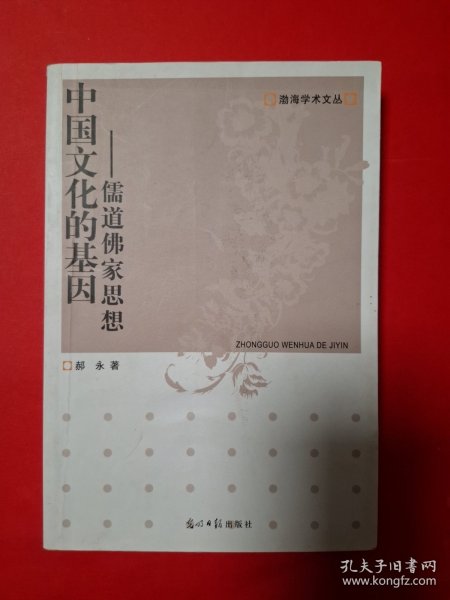 渤海学术文丛
中国文化的基因
——儒道佛家思想
ZHONGGUO WENHUA DE JIYIN
郝 永 著
光明日报出版社
孔夫子旧书网
www.kongfz.com